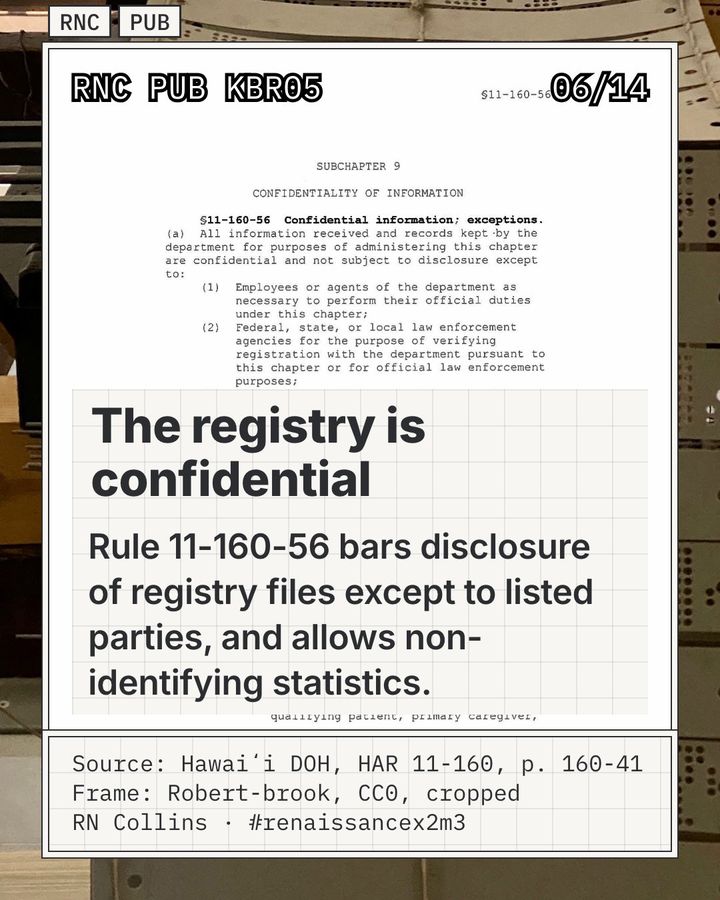 RNC PUB
RNC PUB KBR05 §11-160-56 06/14
SUBCHAPTER 9
CONFIDENTIALITY OF INFORMATION
§11-160-56 Confidential information; exceptions.
(a) All information received and records kept by the
department for purposes of administering this chapter
are confidential and not subject to disclosure except
to:
(1) Employees or agents of the department as
necessary to perform their official duties
under this chapter;
(2) Federal, state, or local law enforcement
agencies for the purpose of verifying
registration with the department pursuant to
this chapter or for official law enforcement
purposes;
The registry is
confidential
Rule 11-160-56 bars disclosure
of registry files except to listed
parties, and allows non-
identifying statistics.
qualifying patient, primary caregiver,
Source: Hawaiʻi DOH, HAR 11-160, p. 160-41
Frame: Robert-brook, CC0, cropped
RN Collins · #renaissancex2m3